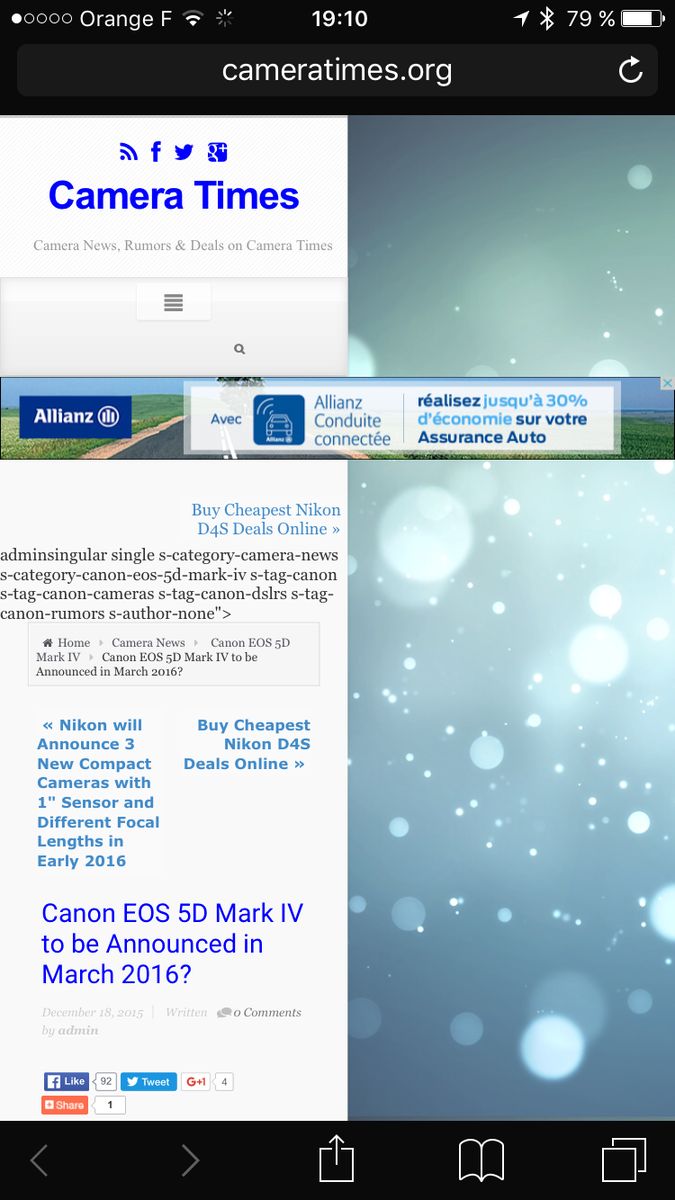 Orange F 19:10 79 %
cameratimes.org
Camera Times
Camera News, Rumors & Deals on Camera Times
Allianz
Avec
Allianz
Allianz
Conduite
connectée
réalisez jusqu'à 30%
d'économie sur votre
Assurance Auto
Buy Cheapest Nikon
D4S Deals Online »
adminsingular single s-category-camera-news
s-category-canon-eos-5d-mark-iv s-tag-canon
s-tag-canon-cameras s-tag-canon-dslrs s-tag-
canon-rumors s-author-none">
Home Camera News Canon EOS 5D
Mark IV Canon EOS 5D Mark IV to be
Announced in March 2016?
« Nikon will
Announce 3
New Compact
Cameras with
1" Sensor and
Different Focal
Lengths in
Early 2016
Buy Cheapest
Nikon D4S
Deals Online »
Canon EOS 5D Mark IV
to be Announced in
March 2016?
December 18, 2015 | Written 0 Comments
by admin
Like 92 Tweet G+1 4
Share 1